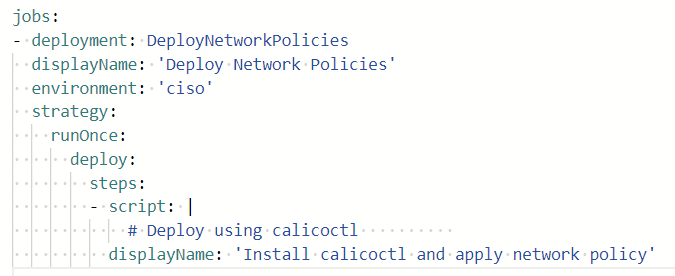 jobs:
- deployment: DeployNetworkPolicies
  displayName: 'Deploy Network Policies'
  environment: 'ciso'
  strategy:
    runOnce:
      deploy:
        steps:
        - script: |
            # Deploy using calicoctl
          displayName: 'Install calicoctl and apply network policy'